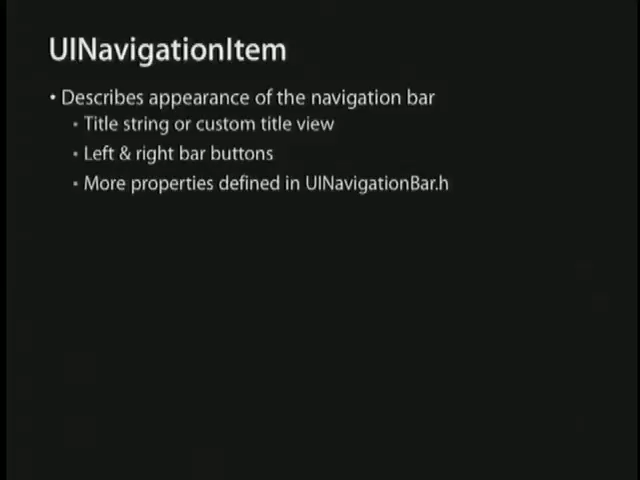 UINavigationItem
• Describes appearance of the navigation bar
• Title string or custom title view
• Left & right bar buttons
• More properties defined in UINavigationBar.h